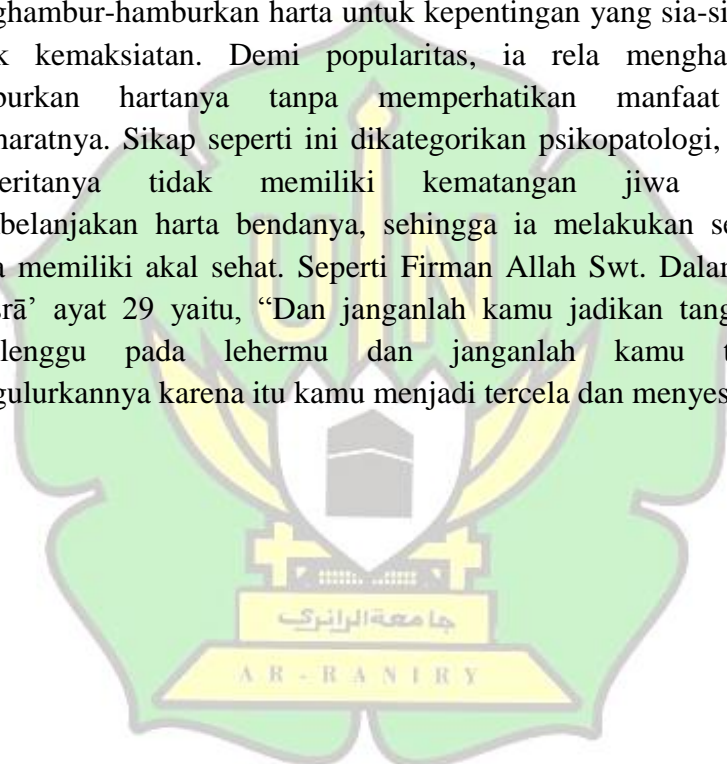 ghambur-hamburkan harta untuk kepentingan yang sia-si
k kemaksiatan. Demi popularitas, ia rela mengha
burkan hartanya tanpa memperhatikan manfaat
haratnya. Sikap seperti ini dikategorikan psikopatologi,
eritanya tidak memiliki kematangan jiwa
belanjakan harta bendanya, sehingga ia melakukan se
a memiliki akal sehat. Seperti Firman Allah Swt. Dalam
srā’ ayat 29 yaitu, “Dan janganlah kamu jadikan tang
lenggu pada lehermu dan janganlah kamu t
gulurkannya karena itu kamu menjadi tercela dan menyes
UIN
جامعة الرانري
AR-RANIRY